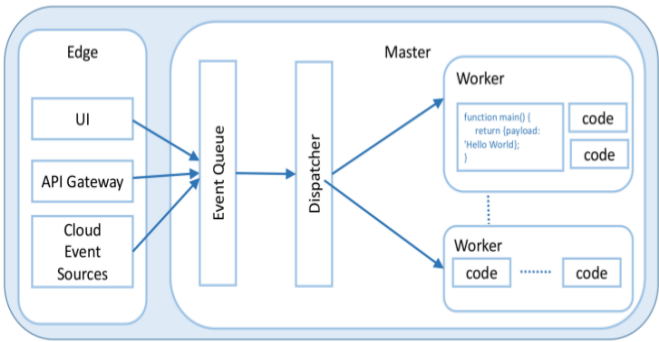 Edge
UI
API Gateway
Cloud
Event
Sources
Event Queue
Dispatcher
Master
Worker
function main() {
return {payload:
'Hello World};
}
code
code
Worker
code
code